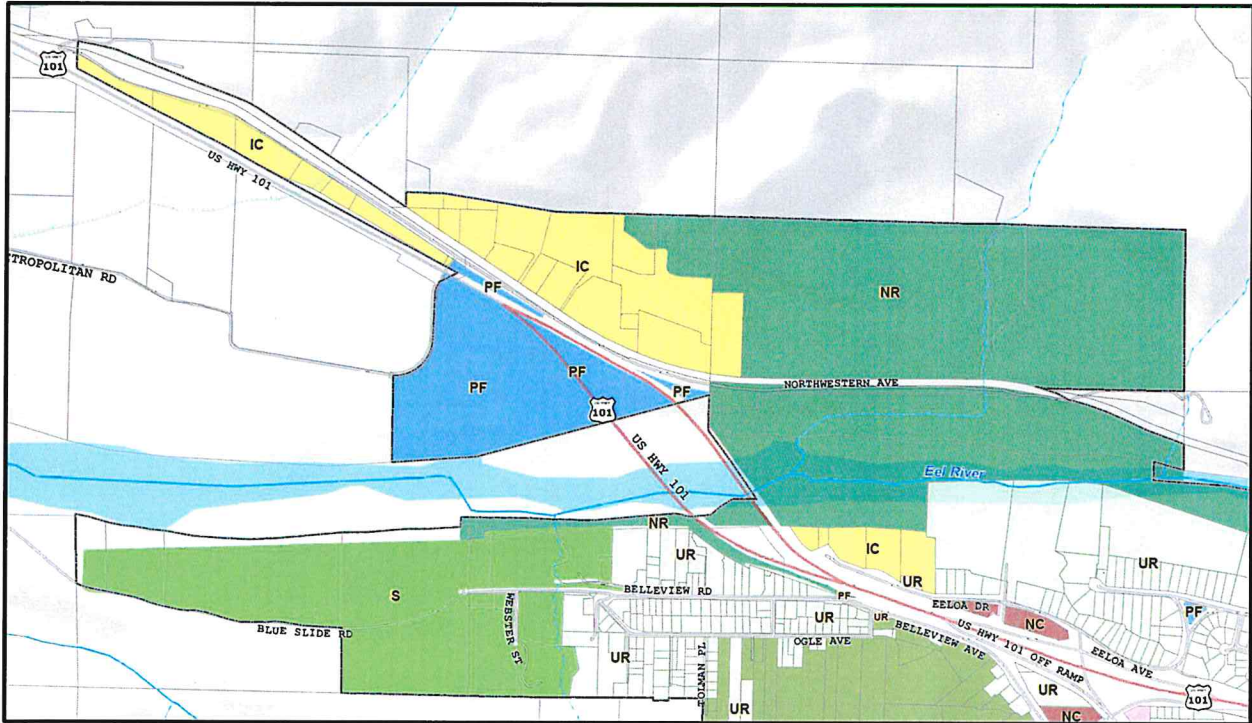 101
IC
US HWY 101
IC
TROPOLITAN RD
PF
NR
PF
PF
PF
NORTHWESTERN AVE
101
US HWY 101
Eel River
NR
UR
IC
UR
UR
S
BELLEVIEW RD
PF
EELOA DR
PF
WEBSTER ST
UR
UR
NC
BLUE SLIDE RD
OGLE AVE
BELLEVIEW AVE
US HWY 101 OFF RAMP
EELOA AVE
UR
TOLMAN PL
UR
101
UR
NC